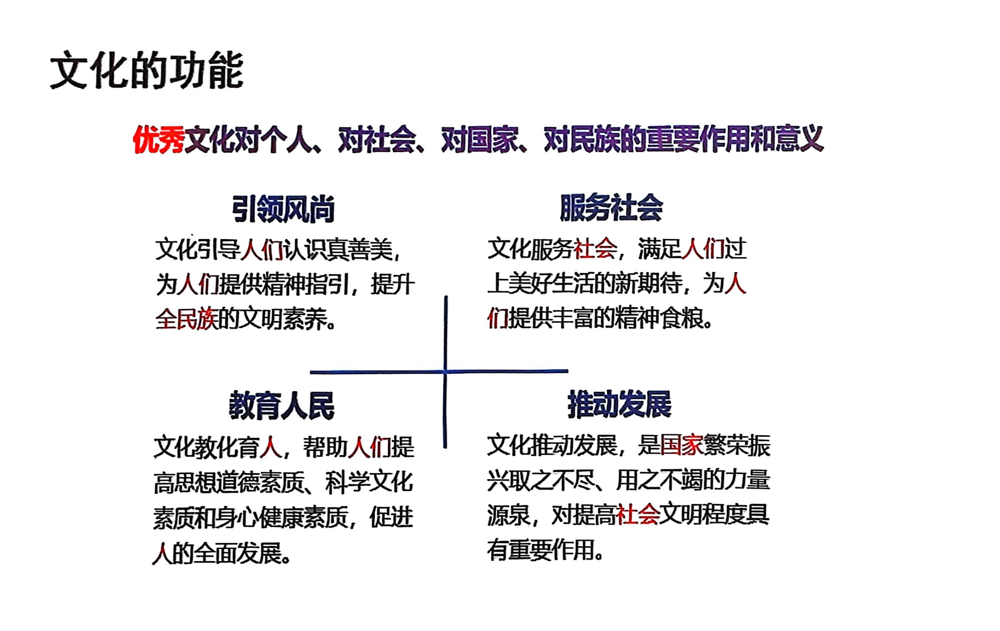 文化的功能
优秀文化对个人、对社会、对国家、对民族的重要作用和意义
引领风尚
文化引导人们认识真善美，
为人们提供精神指引，提升
全民族的文明素养。
服务社会
文化服务社会，满足人们过
上美好生活的新期待，为人
们提供丰富的精神食粮。
教育人民
文化教化育人，帮助人们提
高思想道德素质、科学文化
素质和身心健康素质，促进
人的全面发展。
推动发展
文化推动发展，是国家繁荣振
兴取之不尽、用之不竭的力量
源泉，对提高社会文明程度具
有重要作用。